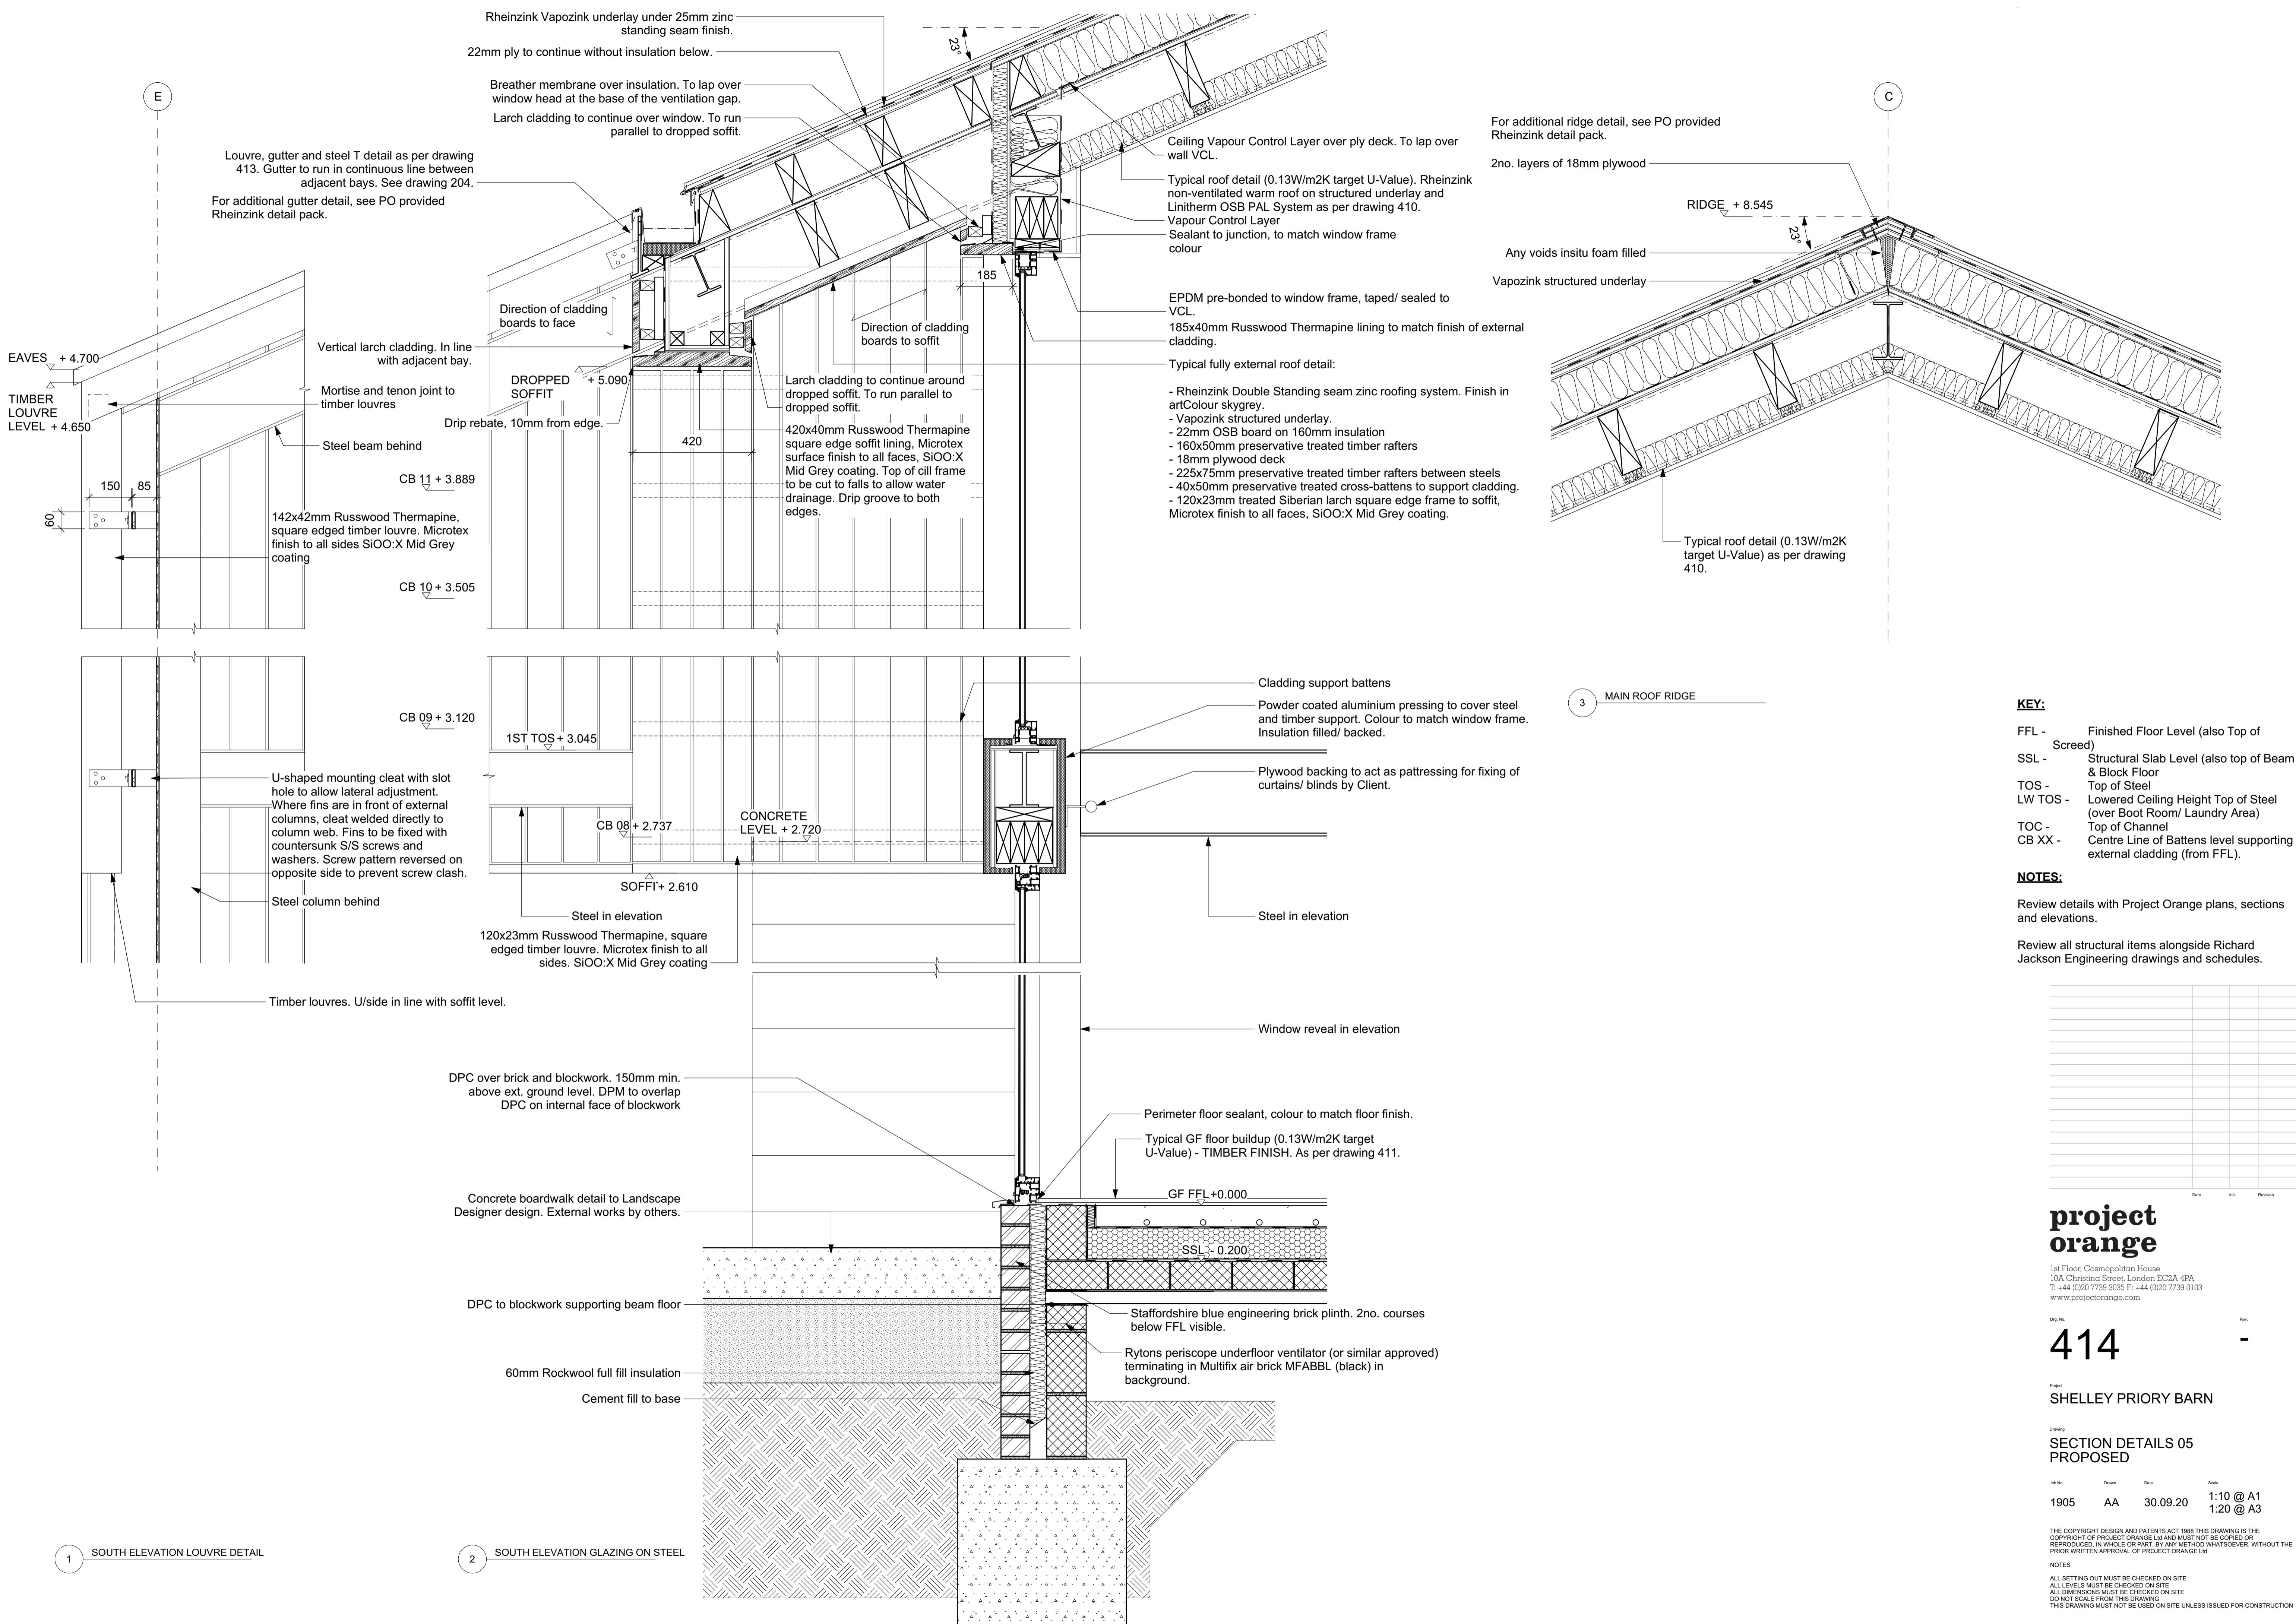 Rheinzink Vapozink underlay under 25mm zinc
standing seam finish.
22mm ply to continue without insulation below.
Breather membrane over insulation. To lap over
window head at the base of the ventilation gap.
Larch cladding to continue over window. To run
parallel to dropped soffit.
23°
E
Louvre, gutter and steel T detail as per drawing
413. Gutter to run in continuous line between
adjacent bays. See drawing 204.
For additional gutter detail, see PO provided
Rheinzink detail pack.
EAVES + 4.700
TIMBER
LOUVRE
LEVEL + 4.650
Vertical larch cladding. In line
with adjacent bay.
Mortise and tenon joint to
timber louvres
Steel beam behind
150
85
60
142x42mm Russwood Thermapine,
square edged timber louvre. Microtex
finish to all sides SiOO:X Mid Grey
coating
CB 11 + 3.889
CB 10 + 3.505
CB 09 + 3.120
U-shaped mounting cleat with slot
hole to allow lateral adjustment.
Where fins are in front of external
columns, cleat welded directly to
column web. Fins to be fixed with
countersunk S/S screws and
washers. Screw pattern reversed on
opposite side to prevent screw clash.
Steel column behind
Timber louvres. U/side in line with soffit level.
1
SOUTH ELEVATION LOUVRE DETAIL
Direction of cladding
boards to face
DROPPED
SOFFIT
+ 5.090
Drip rebate, 10mm from edge.
420
185
Direction of cladding
boards to soffit
Larch cladding to continue around
dropped soffit. To run parallel to
dropped soffit.
420x40mm Russwood Thermapine
square edge soffit lining, Microtex
surface finish to all faces, SiOO:X
Mid Grey coating. Top of cill frame
to be cut to falls to allow water
drainage. Drip groove to both
edges.
Ceiling Vapour Control Layer over ply deck. To lap over
wall VCL.
Typical roof detail (0.13W/m2K target U-Value). Rheinzink
non-ventilated warm roof on structured underlay and
Linitherm OSB PAL System as per drawing 410.
Vapour Control Layer
Sealant to junction, to match window frame
colour
EPDM pre-bonded to window frame, taped/ sealed to
VCL.
185x40mm Russwood Thermapine lining to match finish of external
cladding.
Typical fully external roof detail:
- Rheinzink Double Standing seam zinc roofing system. Finish in
artColour skygrey.
- Vapozink structured underlay.
- 22mm OSB board on 160mm insulation
- 160x50mm preservative treated timber rafters
- 18mm plywood deck
- 225x75mm preservative treated timber rafters between steels
- 40x50mm preservative treated cross-battens to support cladding.
- 120x23mm treated Siberian larch square edge frame to soffit,
Microtex finish to all faces, SiOO:X Mid Grey coating.
1ST TOS + 3.045
CB 08 + 2.737
CONCRETE
LEVEL + 2.720
SOFFI + 2.610
Steel in elevation
120x23mm Russwood Thermapine, square
edged timber louvre. Microtex finish to all
sides. SiOO:X Mid Grey coating
Cladding support battens
Powder coated aluminium pressing to cover steel
and timber support. Colour to match window frame.
Insulation filled/ backed.
Plywood backing to act as pattressing for fixing of
curtains/ blinds by Client.
Steel in elevation
Window reveal in elevation
DPC over brick and blockwork. 150mm min.
above ext. ground level. DPM to overlap
DPC on internal face of blockwork
Perimeter floor sealant, colour to match floor finish.
Typical GF floor buildup (0.13W/m2K target
U-Value) - TIMBER FINISH. As per drawing 411.
Concrete boardwalk detail to Landscape
Designer design. External works by others.
GF FFL +0.000
SSL - 0.200
DPC to blockwork supporting beam floor
Staffordshire blue engineering brick plinth. 2no. courses
below FFL visible.
Rytons periscope underfloor ventilator (or similar approved)
terminating in Multifix air brick MFABBL (black) in
background.
60mm Rockwool full fill insulation
Cement fill to base
2
SOUTH ELEVATION GLAZING ON STEEL
C
For additional ridge detail, see PO provided
Rheinzink detail pack.
2no. layers of 18mm plywood
RIDGE + 8.545
23°
Any voids insitu foam filled
Vapozink structured underlay
Typical roof detail (0.13W/m2K
target U-Value) as per drawing
410.
3
MAIN ROOF RIDGE
KEY:
FFL - Finished Floor Level (also Top of
Screed)
SSL - Structural Slab Level (also top of Beam
& Block Floor
TOS - Top of Steel
LW TOS - Lowered Ceiling Height Top of Steel
(over Boot Room/ Laundry Area)
TOC - Top of Channel
CB XX - Centre Line of Battens level supporting
external cladding (from FFL).
NOTES:
Review details with Project Orange plans, sections
and elevations.
Review all structural items alongside Richard
Jackson Engineering drawings and schedules.
Date Init. Revision
project
orange
1st Floor, Cosmopolitan House
10A Christina Street, London EC2A 4PA
T: +44 (0)20 7739 3035 F: +44 (0)20 7739 0103
www.projectorange.com
Drg. No. Rev.
414 -
Project
SHELLEY PRIORY BARN
Drawing
SECTION DETAILS 05
PROPOSED
Job No. Drawn Date Scale
1905 AA 30.09.20 1:10 @ A1
1:20 @ A3
THE COPYRIGHT DESIGN AND PATENTS ACT 1988 THIS DRAWING IS THE
COPYRIGHT OF PROJECT ORANGE Ltd AND MUST NOT BE COPIED OR
REPRODUCED, IN WHOLE OR PART, BY ANY METHOD WHATSOEVER, WITHOUT THE
PRIOR WRITTEN APPROVAL OF PROJECT ORANGE Ltd
NOTES
ALL SETTING OUT MUST BE CHECKED ON SITE
ALL LEVELS MUST BE CHECKED ON SITE
ALL DIMENSIONS MUST BE CHECKED ON SITE
DO NOT SCALE FROM THIS DRAWING
THIS DRAWING MUST NOT BE USED ON SITE UNLESS ISSUED FOR CONSTRUCTION